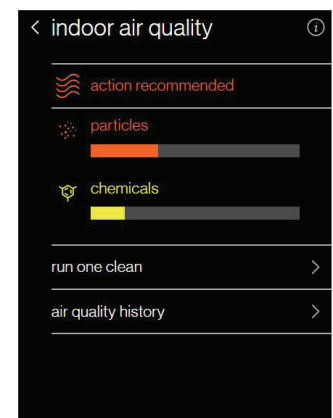 indoor air quality
action recommended
particles
chemicals
run one clean
air quality history